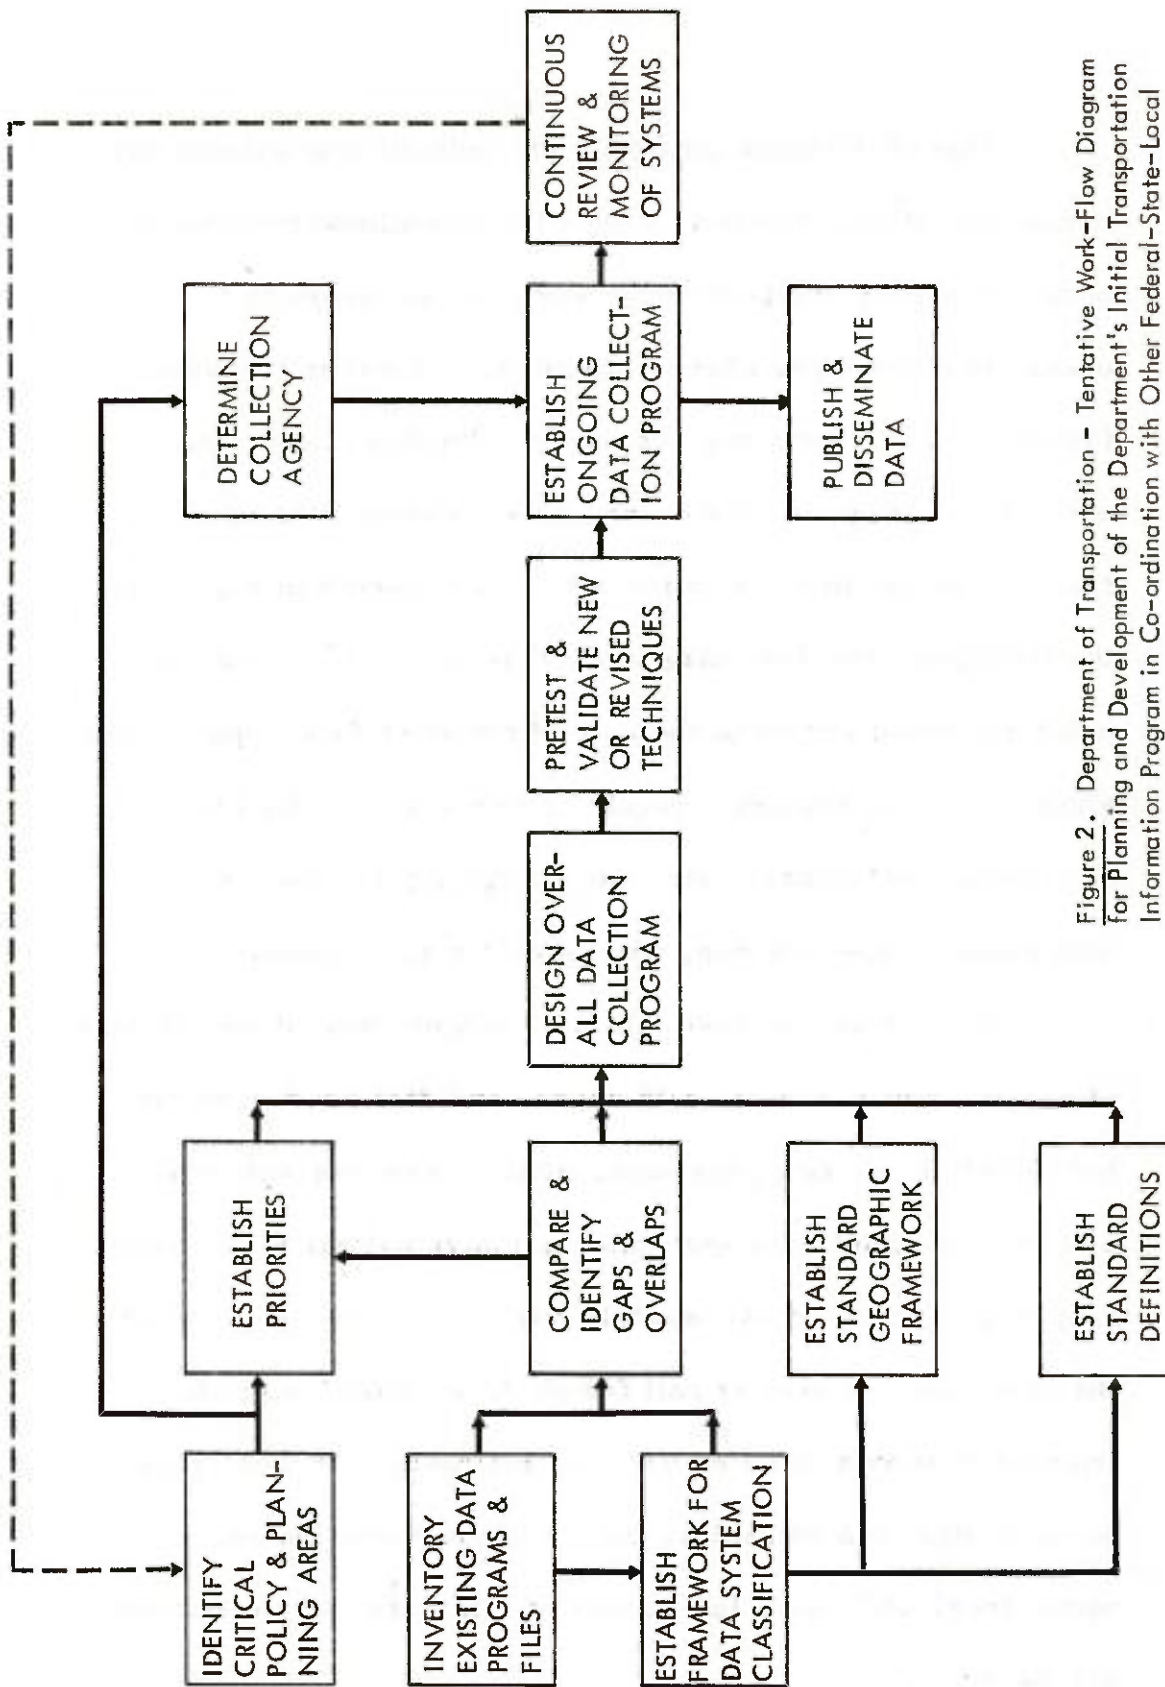 IDENTIFY
CRITICAL
POLICY & PLAN-
NING AREAS
INVENTORY
EXISTING DATA
PROGRAMS &
FILES
ESTABLISH
FRAMEWORK FOR
DATA SYSTEM
CLASSIFICATION
ESTABLISH
PRIORITIES
COMPARE &
IDENTIFY
GAPS &
OVERLAPS
ESTABLISH
STANDARD
GEOGRAPHIC
FRAMEWORK
ESTABLISH
STANDARD
DEFINITIONS
DESIGN OVER-
ALL DATA
COLLECTION
PROGRAM
PRETEST &
VALIDATE NEW
OR REVISED
TECHNIQUES
DETERMINE
COLLECTION
AGENCY
ESTABLISH
ONGOING
DATA COLLECT-
ION PROGRAM
PUBLISH &
DISSEMINATE
DATA
CONTINUOUS
REVIEW &
MONITORING
OF SYSTEMS
Figure 2. Department of Transportation - Tentative Work-Flow Diagram
for Planning and Development of the Department's Initial Transportation
Information Program in Co-ordination with Other Federal-State-Local